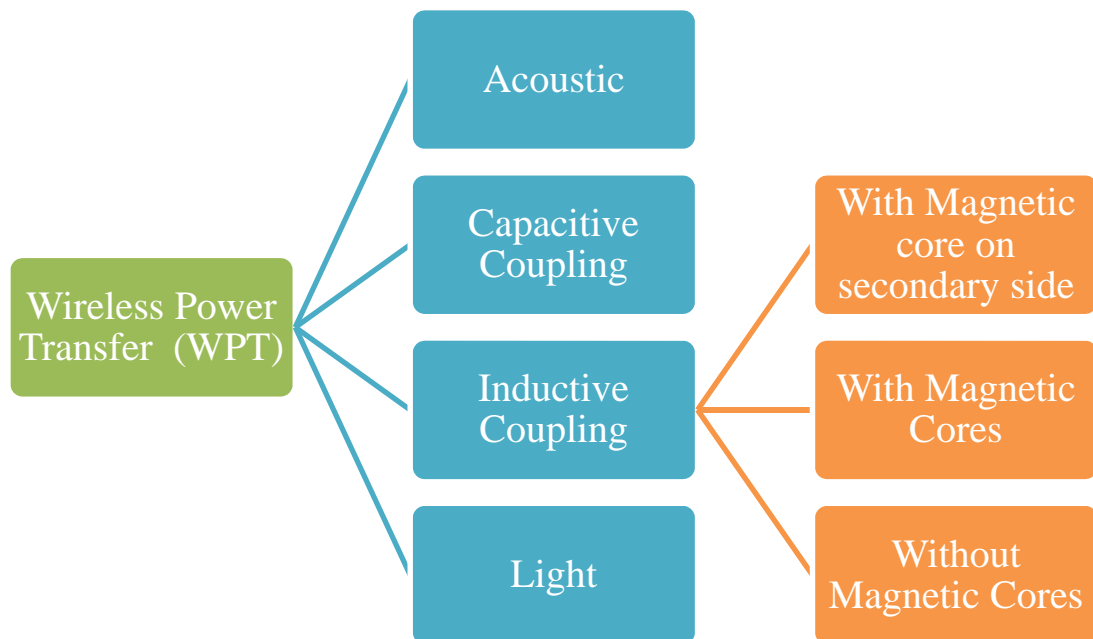 Wireless Power
Transfer (WPT)
Acoustic
Capacitive
Coupling
Inductive
Coupling
Light
With Magnetic
core on
secondary side
With Magnetic
Cores
Without
Magnetic Cores